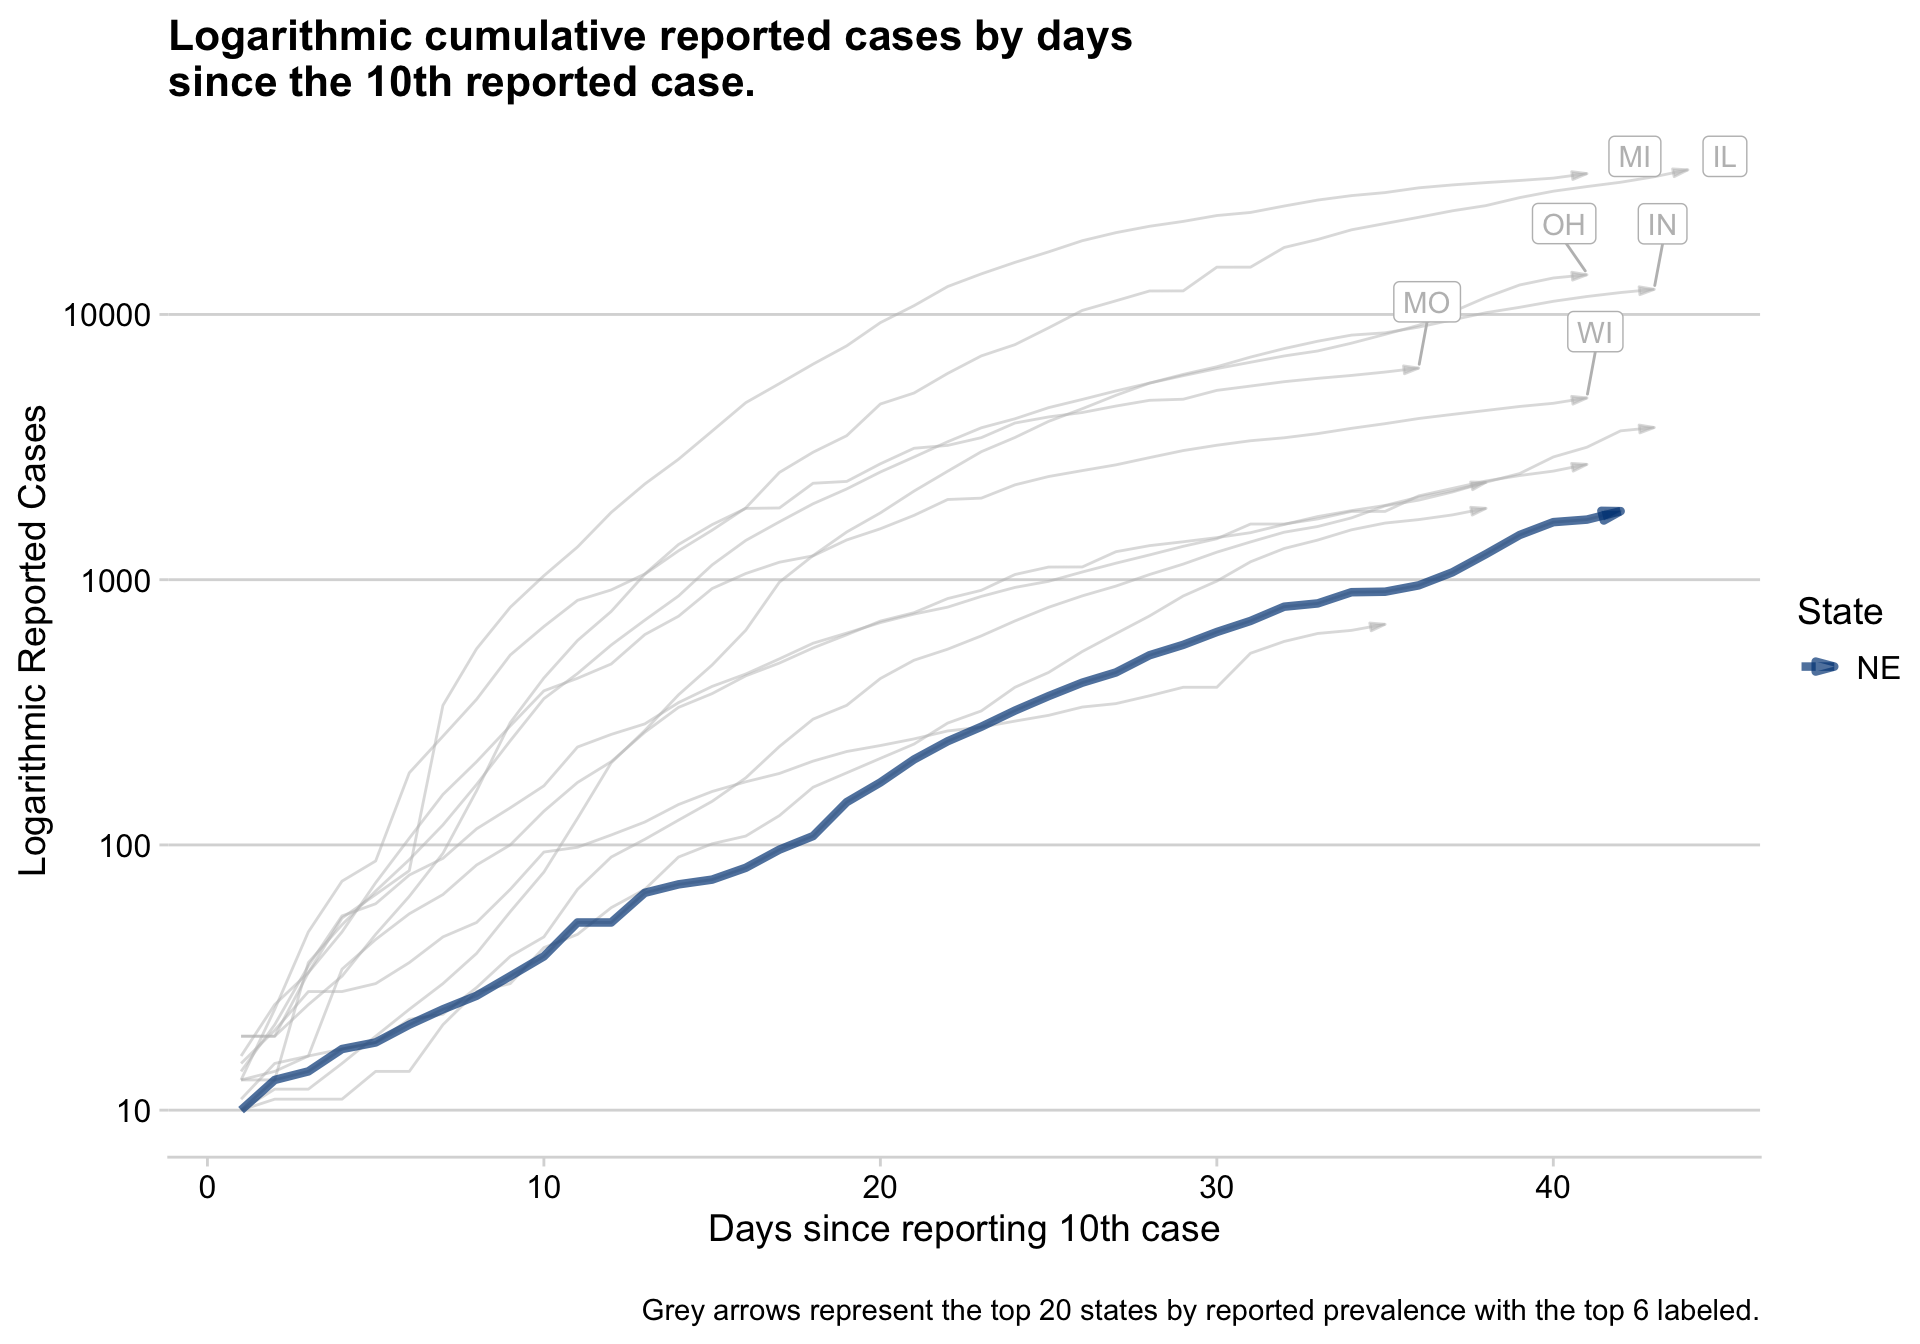 Logarithmic cumulative reported cases by days
since the 10th reported case.
MI
IL
OH
IN
MO
WI
10000
1000
100
10
Logarithmic Reported Cases
State
NE
0
10
20
30
40
Days since reporting 10th case
Grey arrows represent the top 20 states by reported prevalence with the top 6 labeled.